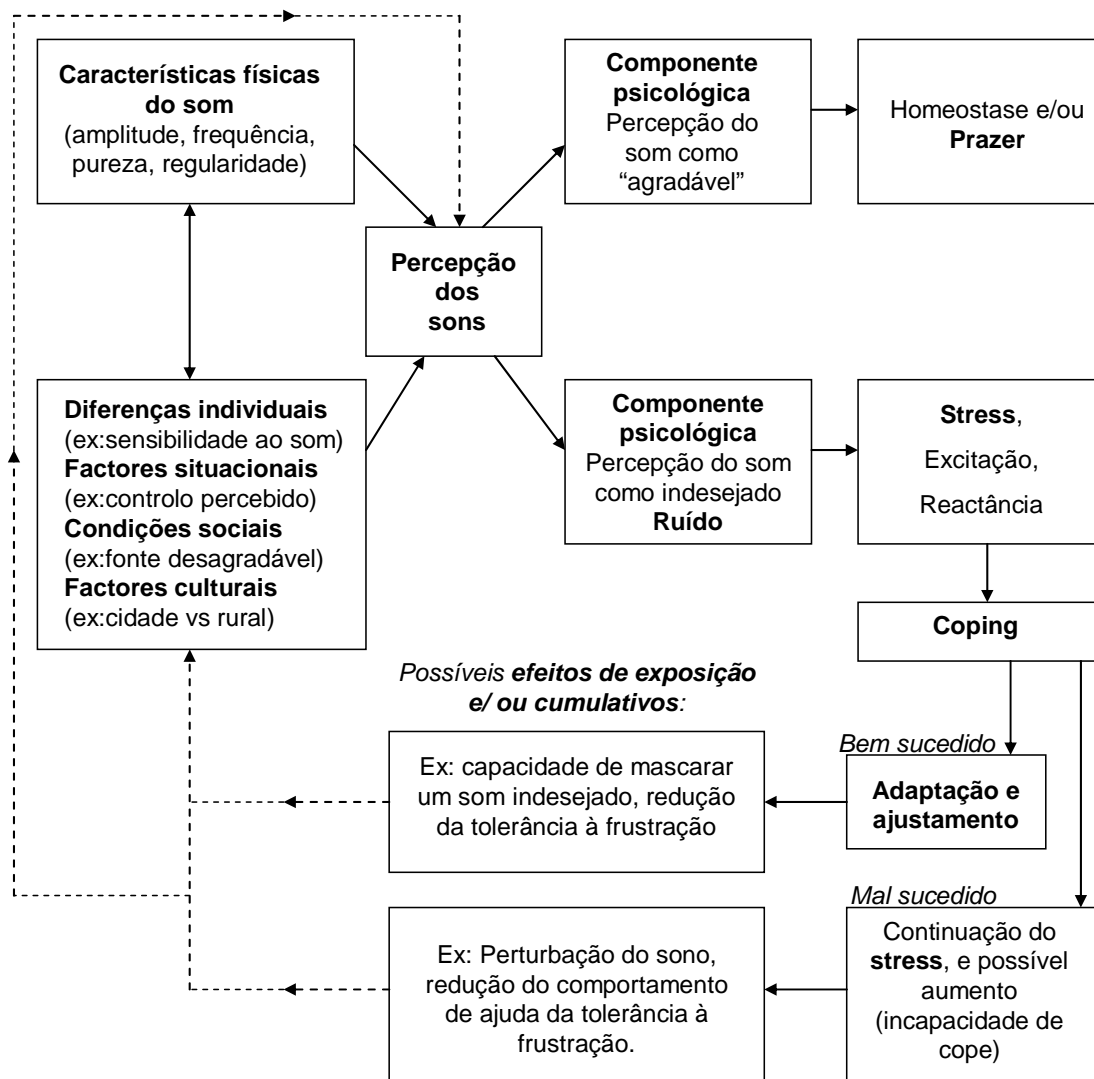 Características físicas
do som
(amplitude, frequência,
pureza, regularidade)
Componente
psicológica
Percepção do
som como
“agradável”
Homeostase e/ou
Prazer
Percepção
dos
sons
Diferenças individuais
(ex:sensibilidade ao som)
Factores situacionais
(ex:controlo percebido)
Condições sociais
(ex:fonte desagradável)
Factores culturais
(ex:cidade vs rural)
Componente
psicológica
Percepção do som
como indesejado
Ruído
Stress,
Excitação,
Reactância
Coping
Possíveis efeitos de exposição
e/ ou cumulativos:
Bem sucedido
Ex: capacidade de mascarar
um som indesejado, redução
da tolerância à frustração
Adaptação e
ajustamento
Mal sucedido
Ex: Perturbação do sono,
redução do comportamento
de ajuda da tolerância à
frustração.
Continuação do
stress, e possível
aumento
(incapacidade de
cope)